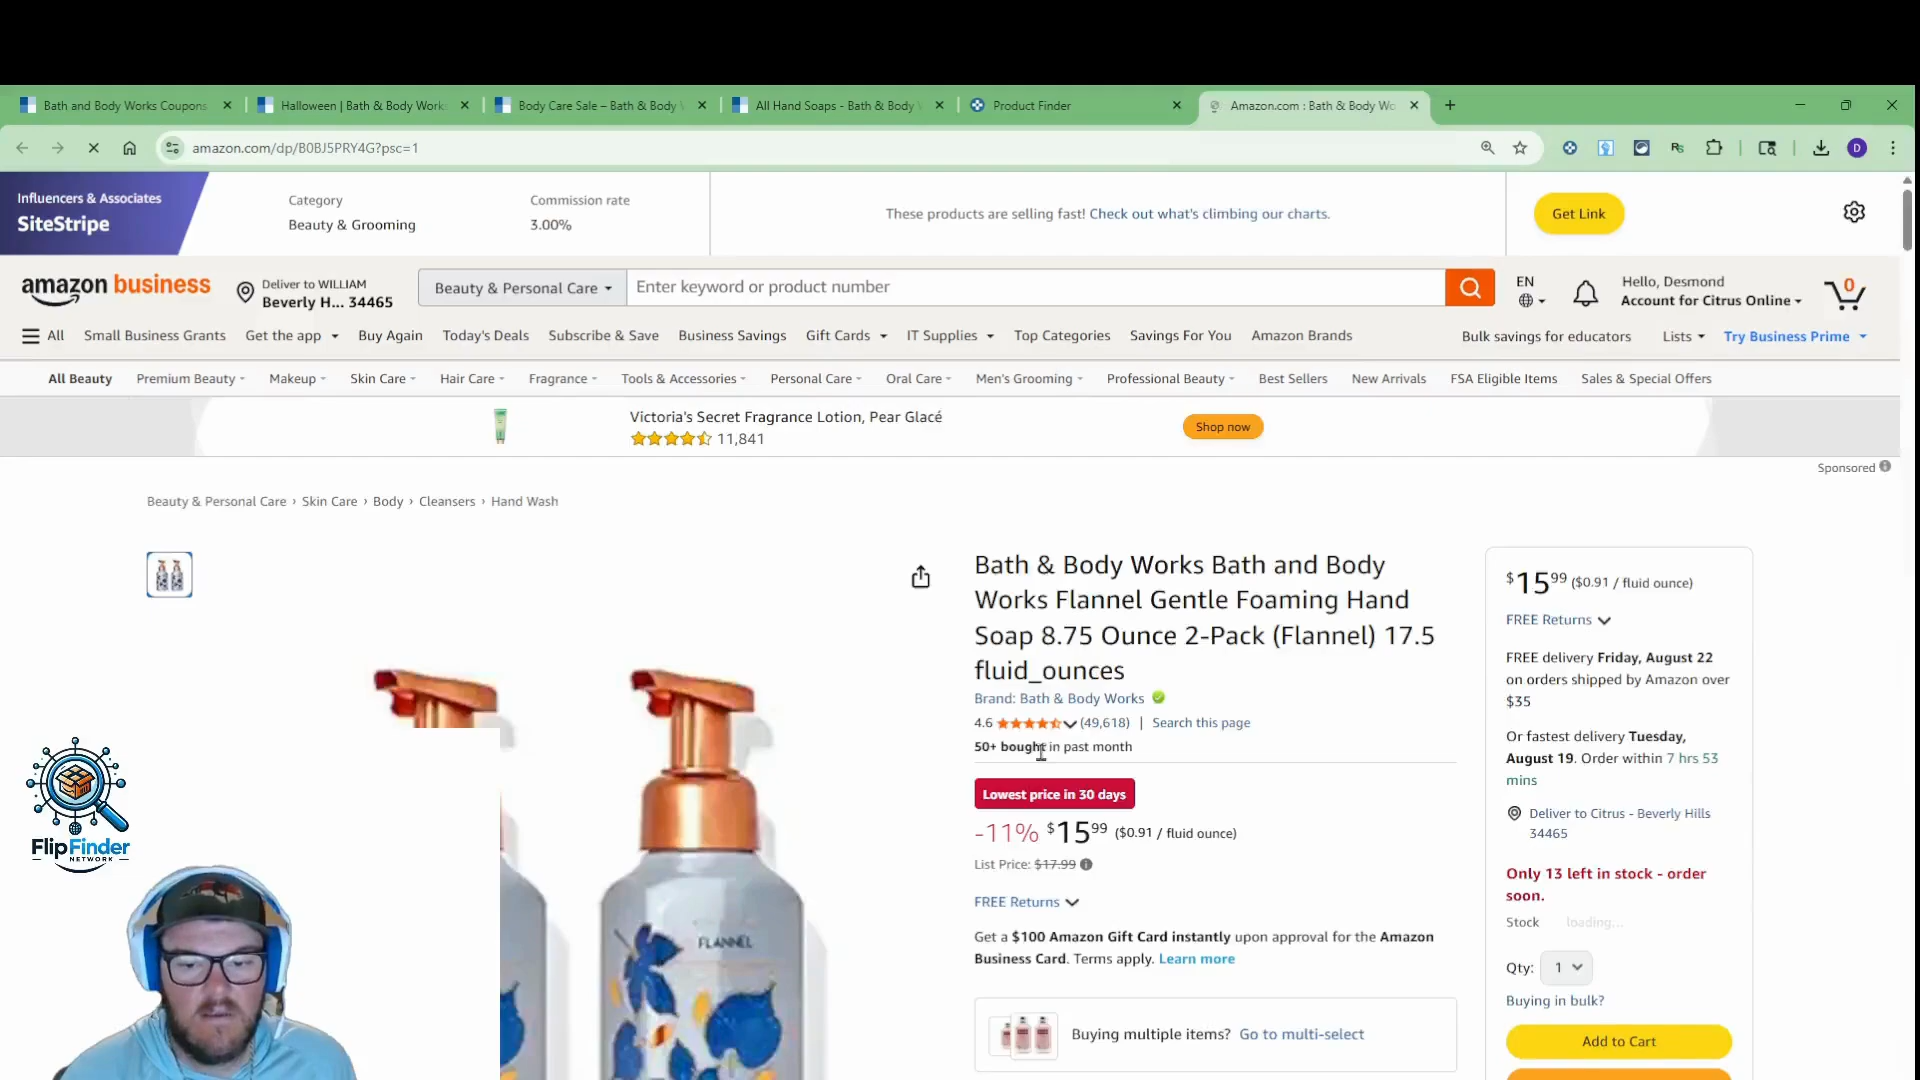 Bath and Body Works Coupons
Halloween | Bath & Body Works
Body Care Sale – Bath & Body
All Hand Soaps - Bath & Body
Product Finder
Amazon.com : Bath & Body Wo
amazon.com/dp/B0BJ5PRY4G?psc=1
D
Influencers & Associates
SiteStripe
Category
Beauty & Grooming
Commission rate
3.00%
These products are selling fast! Check out what's climbing our charts.
Get Link
amazon business
Deliver to WILLIAM
Beverly H... 34465
Beauty & Personal Care
Enter keyword or product number
EN
Hello, Desmond
Account for Citrus Online
0
All
Small Business Grants
Get the app
Buy Again
Today's Deals
Subscribe & Save
Business Savings
Gift Cards
IT Supplies
Top Categories
Savings For You
Amazon Brands
Bulk savings for educators
Lists
Try Business Prime
All Beauty
Premium Beauty
Makeup
Skin Care
Hair Care
Fragrance
Tools & Accessories
Personal Care
Oral Care
Men's Grooming
Professional Beauty
Best Sellers
New Arrivals
FSA Eligible Items
Sales & Special Offers
Victoria's Secret Fragrance Lotion, Pear Glacé
11,841
Shop now
Sponsored
Beauty & Personal Care › Skin Care › Body › Cleansers › Hand Wash
Bath & Body Works Bath and Body
Works Flannel Gentle Foaming Hand
Soap 8.75 Ounce 2-Pack (Flannel) 17.5
fluid_ounces
Brand: Bath & Body Works
4.6 (49,618) | Search this page
50+ bought in past month
Lowest price in 30 days
-11% $15.99 ($0.91 / fluid ounce)
List Price: $17.99
FREE Returns
Get a $100 Amazon Gift Card instantly upon approval for the Amazon
Business Card. Terms apply. Learn more
Buying multiple items? Go to multi-select
$15.99 ($0.91 / fluid ounce)
FREE Returns
FREE delivery Friday, August 22
on orders shipped by Amazon over
$35
Or fastest delivery Tuesday,
August 19. Order within 7 hrs 53
mins
Deliver to Citrus - Beverly Hills
34465
Only 13 left in stock - order
soon.
Stock loading...
Qty: 1
Buying in bulk?
Add to Cart
FLANNEL
FlipFinder
NETWORK